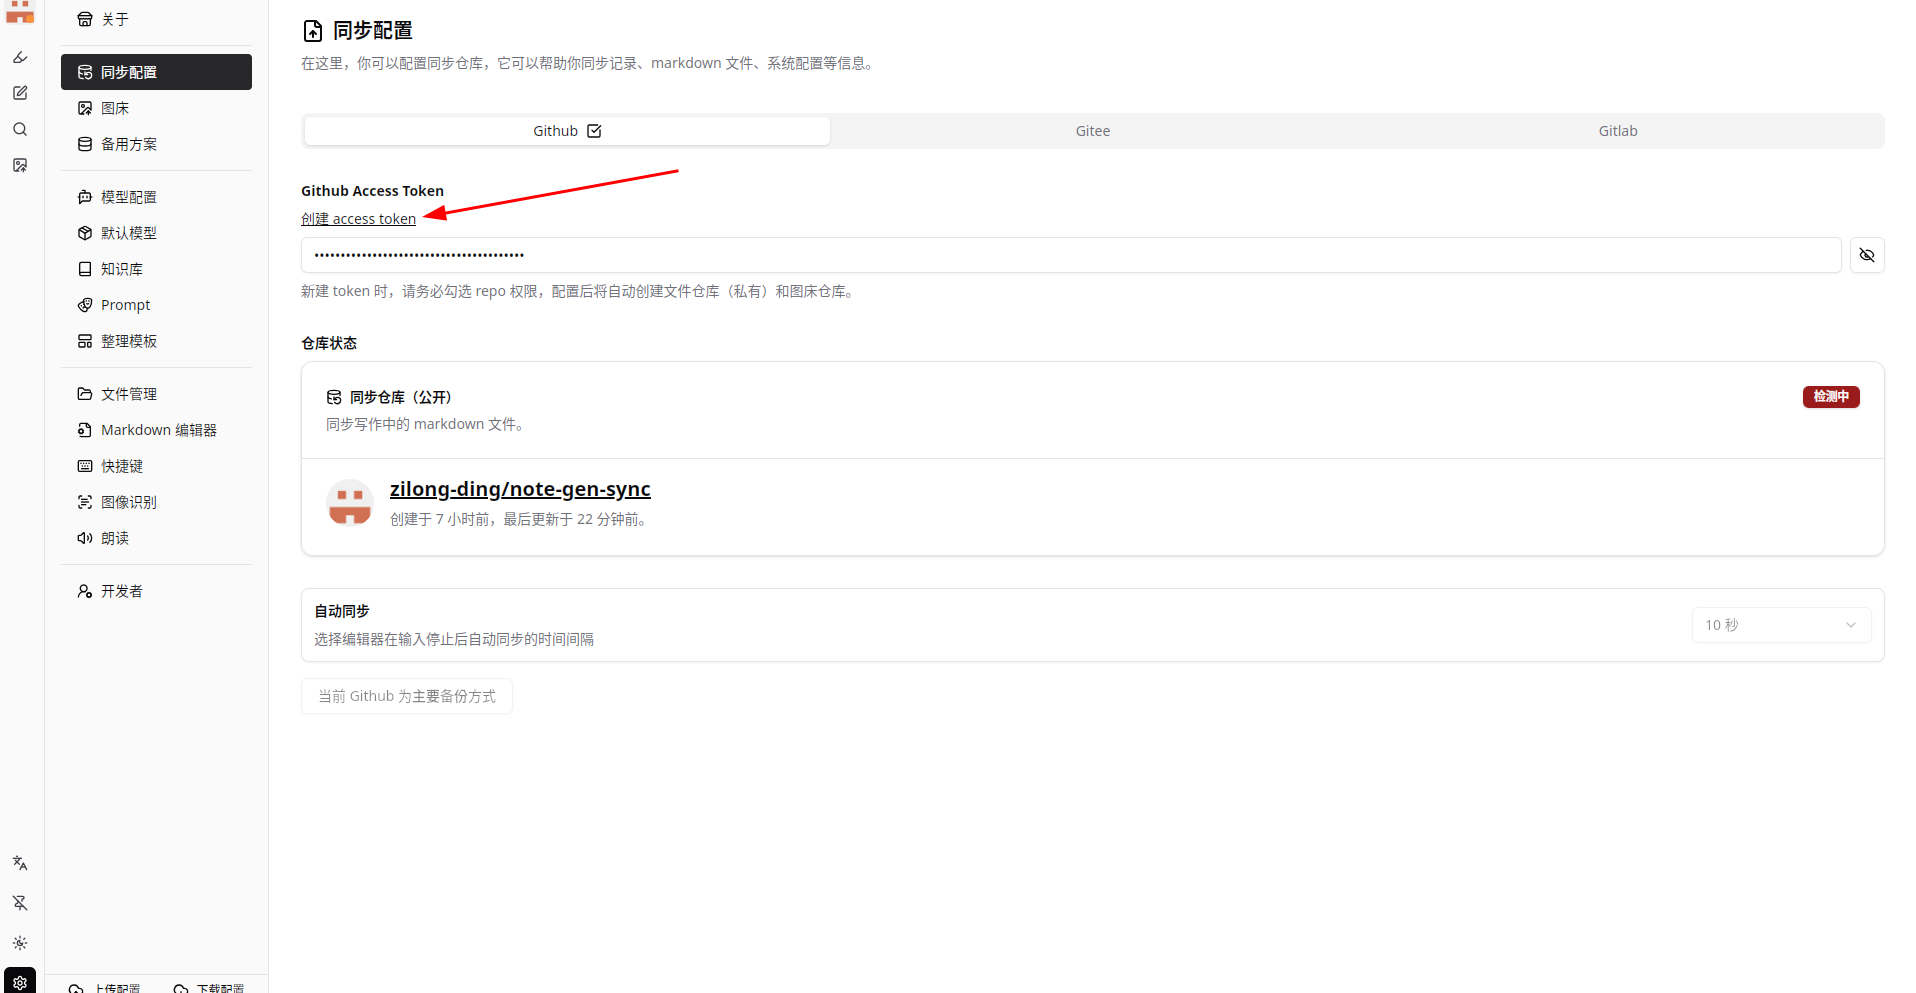 关于
同步配置
图床
备用方案
模型配置
默认模型
知识库
Prompt
整理模板
文件管理
Markdown 编辑器
快捷键
图像识别
朗读
开发者
上传配置
下载配置
同步配置
在这里，你可以配置同步仓库，它可以帮助你同步记录、markdown 文件、系统配置等信息。
Github
Gitee
Gitlab
Github Access Token
创建 access token
新建 token 时，请务必勾选 repo 权限，配置后将自动创建文件仓库（私有）和图床仓库。
仓库状态
同步仓库（公开）
检测中
同步写作中的 markdown 文件。
zilong-ding/note-gen-sync
创建于 7 小时前，最后更新于 22 分钟前。
自动同步
选择编辑器在输入停止后自动同步的时间间隔
10 秒
当前 Github 为主要备份方式